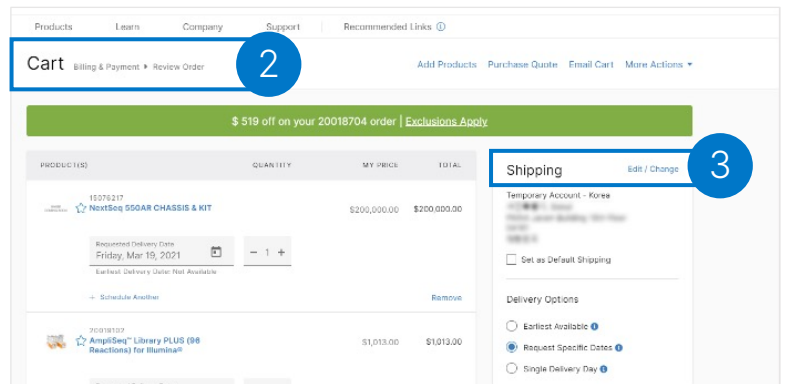 Products Learn Company Support Recommended Links
Cart Billing & Payment Review Order
2
Add Products Purchase Quote Email Cart More Actions
$ 519 off on your 20018704 order | Exclusions Apply
PRODUCT(S) QUANTITY MY PRICE TOTAL
15076217
NextSeq 550AR CHASSIS & KIT
$200,000.00 $200,000.00
Requested Delivery Date
Friday, Mar 19, 2021
− 1 +
Earliest Delivery Date: Not Available
+ Schedule Another
Remove
20018102
AmpliSeq™ Library PLUS (96
Reactions) for Illumina®
$1,013.00 $1,013.00
Shipping Edit / Change
3
Temporary Account - Korea
Set as Default Shipping
Delivery Options
Earliest Available
Request Specific Dates
Single Delivery Day